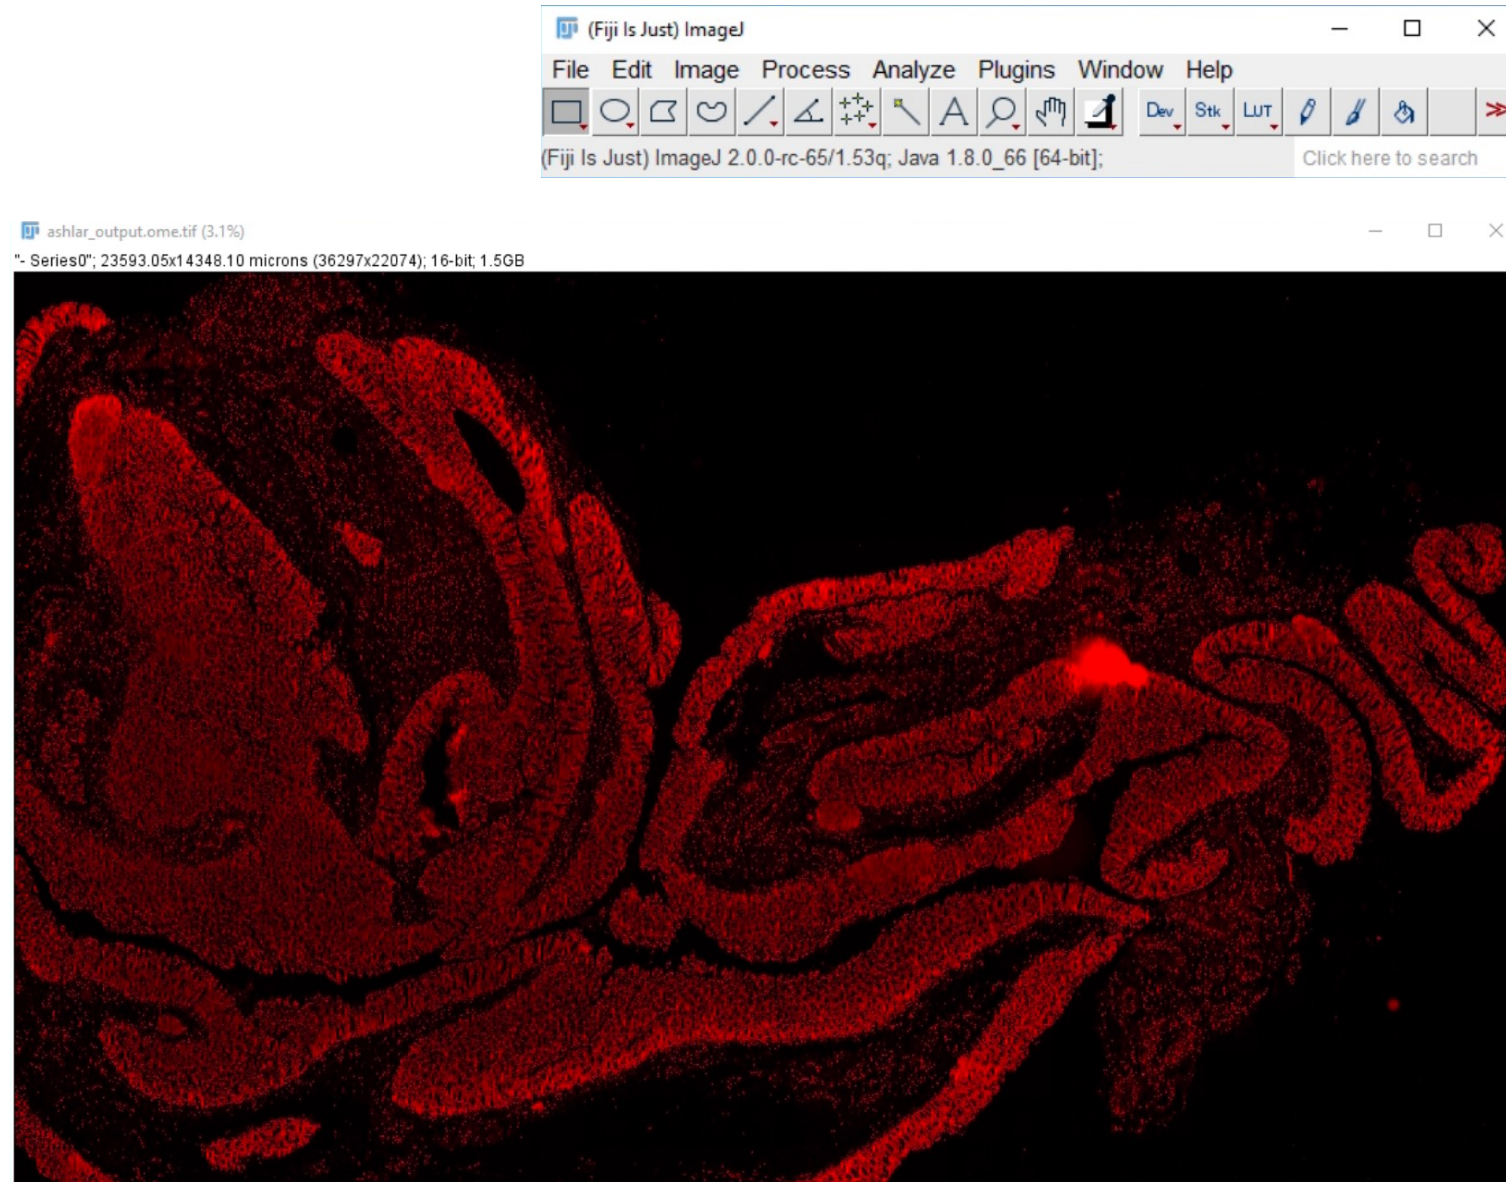 (Fiji Is Just) ImageJ
File Edit Image Process Analyze Plugins Window Help
Dev Stk LUT
(Fiji Is Just) ImageJ 2.0.0-rc-65/1.53q; Java 1.8.0_66 [64-bit]; Click here to search
ashlar_output.ome.tif (3.1%)
"- Series0"; 23593.05x14348.10 microns (36297x22074); 16-bit; 1.5GB